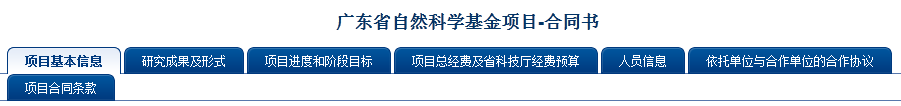 广东省自然科学基金项目-合同书
项目基本信息 研究成果及形式 项目进度和阶段目标 项目总经费及省科技厅经费预算 人员信息 依托单位与合作单位的合作协议
项目合同条款